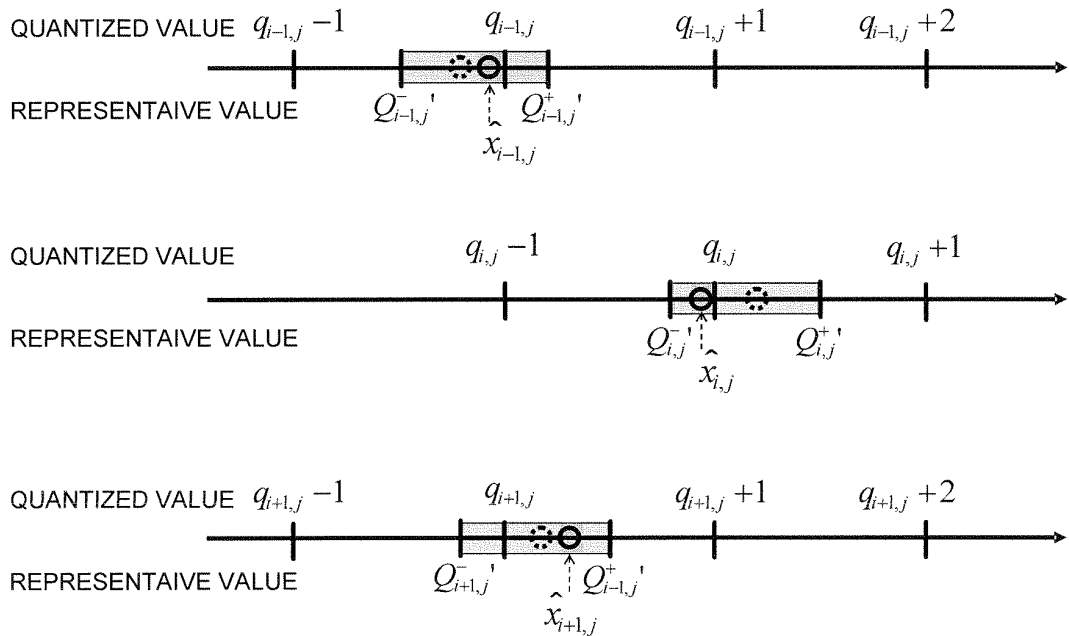 QUANTIZED VALUE q_{i-1,j} -1 q_{i-1,j} q_{i-1,j} +1 q_{i-1,j} +2
REPRESENTAIVE VALUE Q^-_{i-1,j}' Q^+_{i-1,j}'
x̂_{i-1,j}
QUANTIZED VALUE q_{i,j} -1 q_{i,j} q_{i,j} +1
REPRESENTAIVE VALUE Q^-_{i,j}' Q^+_{i,j}'
x̂_{i,j}
QUANTIZED VALUE q_{i+1,j} -1 q_{i+1,j} q_{i+1,j} +1 q_{i+1,j} +2
REPRESENTAIVE VALUE Q^-_{i+1,j}' Q^+_{i-1,j}'
x̂_{i+1,j}